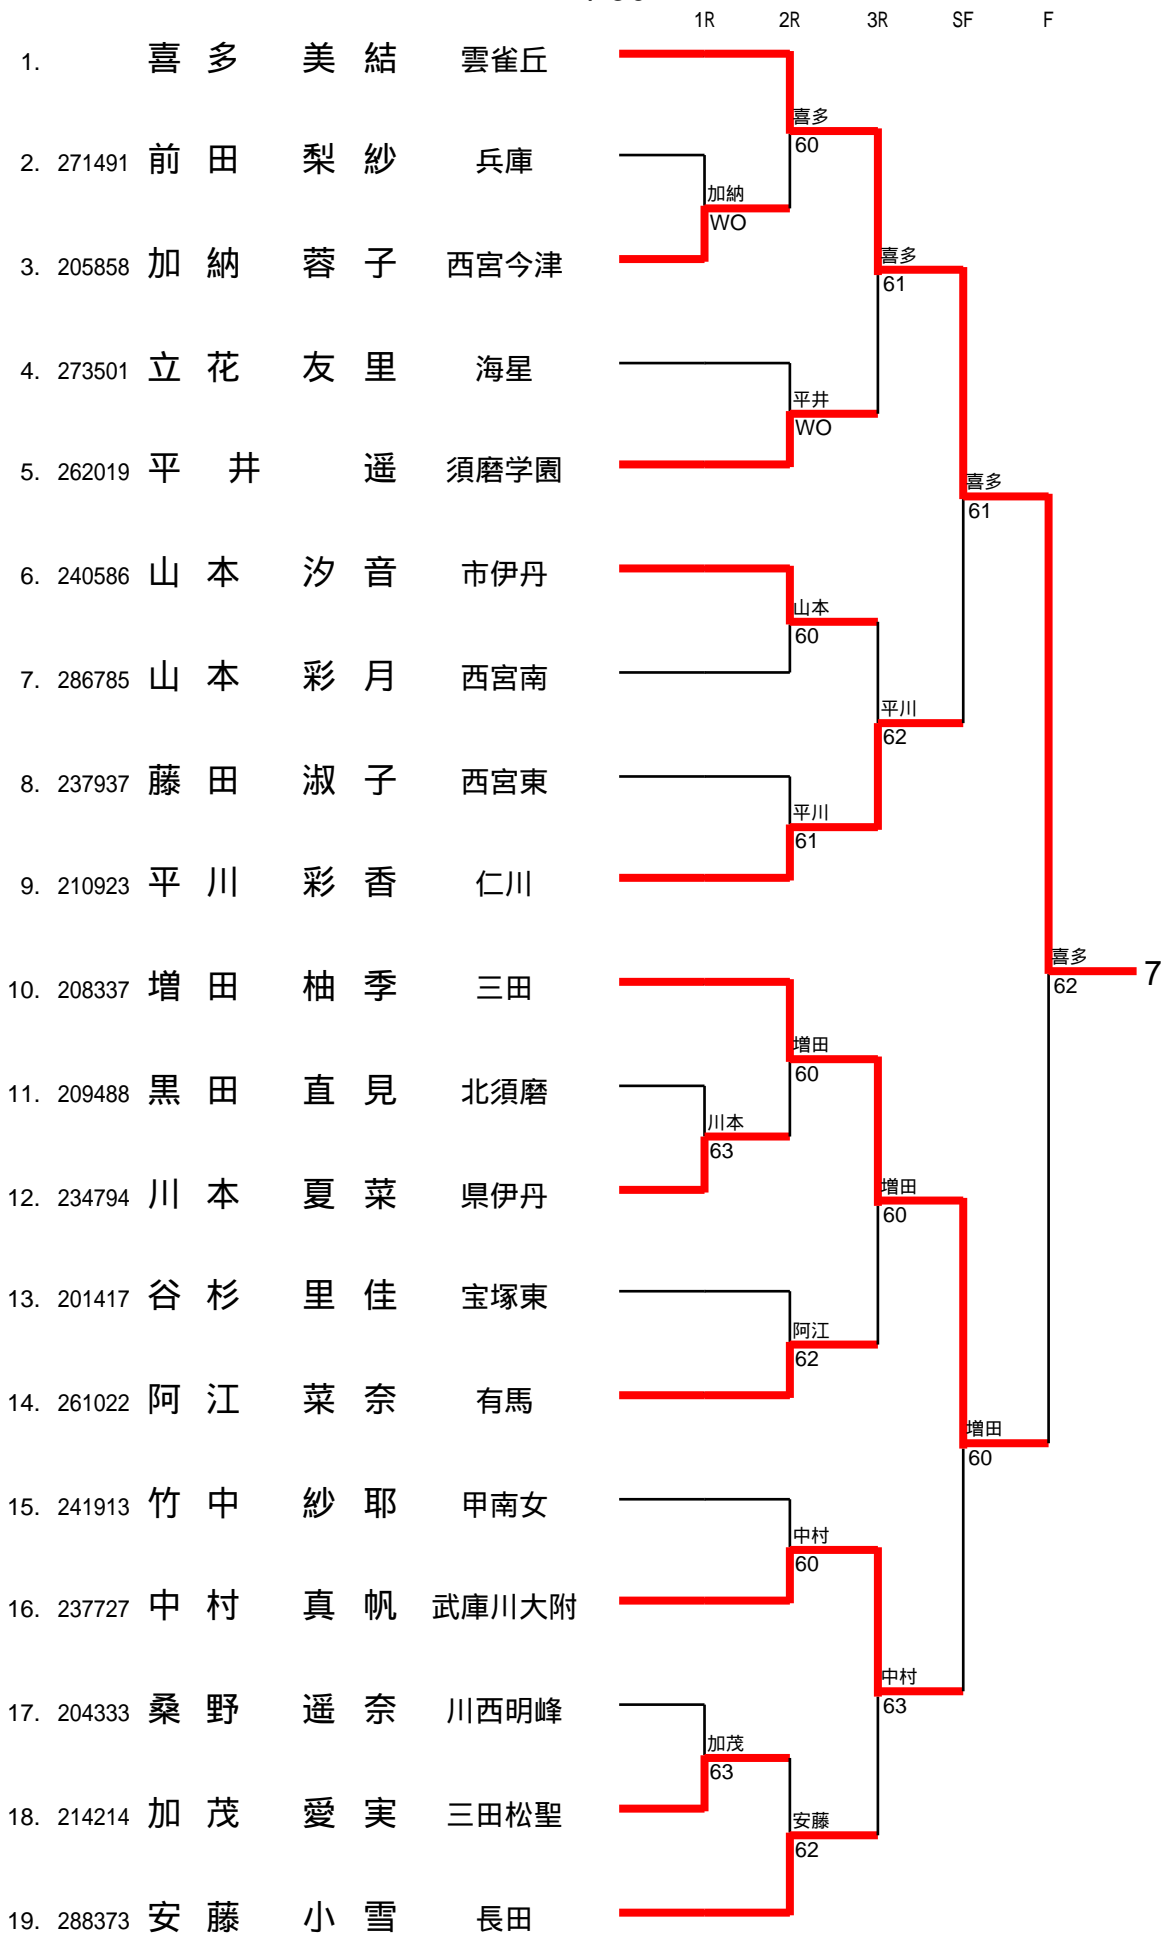 1R 2R 3R SF F
1. 喜多 美結 雲雀丘
喜多
60
2. 271491 前田 梨紗 兵庫
加納
WO
3. 205858 加納 蓉子 西宮今津
喜多
61
4. 273501 立花 友里 海星
平井
WO
5. 262019 平井 遥 須磨学園
喜多
61
6. 240586 山本 汐音 市伊丹
山本
60
7. 286785 山本 彩月 西宮南
平川
62
8. 237937 藤田 淑子 西宮東
平川
61
9. 210923 平川 彩香 仁川
喜多
62
7
10. 208337 増田 柚季 三田
増田
60
11. 209488 黒田 直見 北須磨
川本
63
12. 234794 川本 夏菜 県伊丹
増田
60
13. 201417 谷杉 里佳 宝塚東
阿江
62
14. 261022 阿江 菜奈 有馬
増田
60
15. 241913 竹中 紗耶 甲南女
中村
60
16. 237727 中村 真帆 武庫川大附
中村
63
17. 204333 桑野 遥奈 川西明峰
加茂
63
18. 214214 加茂 愛実 三田松聖
安藤
62
19. 288373 安藤 小雪 長田